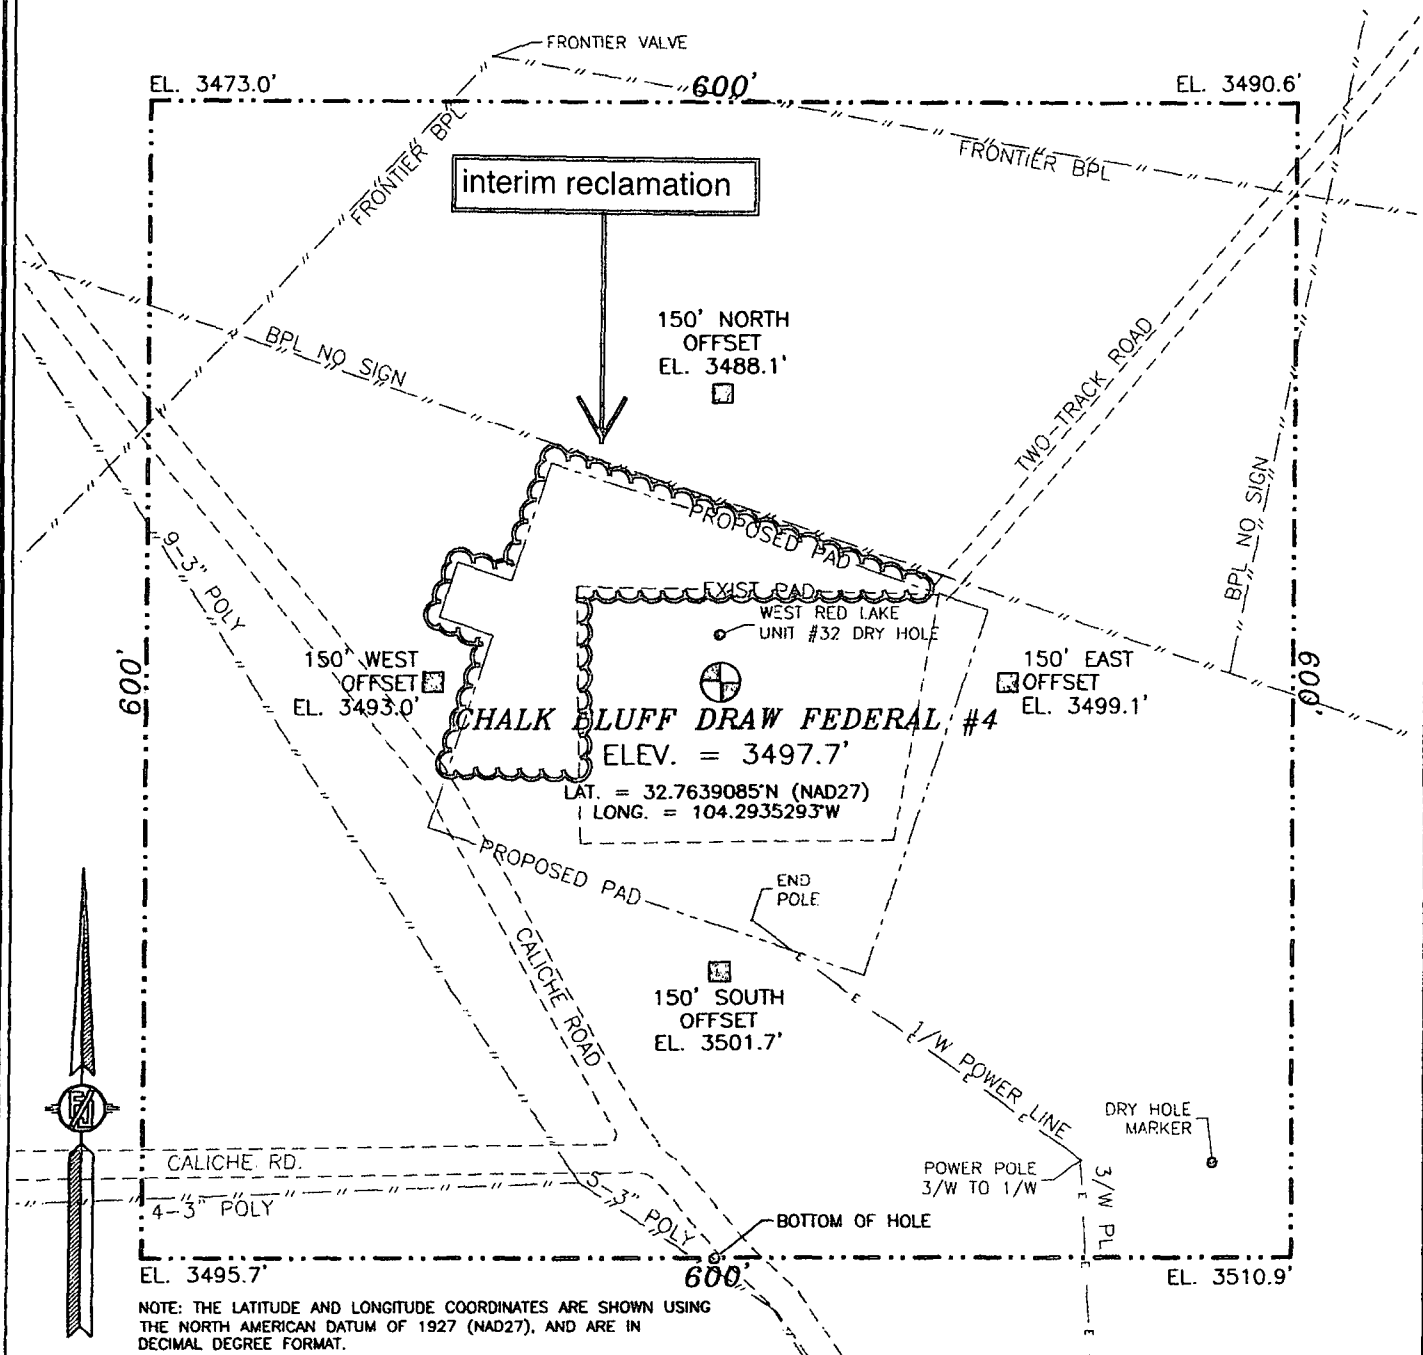 FRONTIER VALVE
EL. 3473.0'
600'
EL. 3490.6'
FRONTIER BPL
FRONTIER BPL
interim reclamation
150' NORTH
OFFSET
EL. 3488.1'
BPL NO SIGN
TWO-TRACK ROAD
BPL NO SIGN
PROPOSED PAD
EXIST PAD
9-3" POLY
WEST RED LAKE
UNIT #32 DRY HOLE
150' WEST
OFFSET
EL. 3493.0'
150' EAST
OFFSET
EL. 3499.1'
600'
600'
CHALK BLUFF DRAW FEDERAL #4
ELEV. = 3497.7'
LAT. = 32.7639085°N (NAD27)
LONG. = 104.2935293°W
PROPOSED PAD
END
POLE
CALICHE ROAD
150' SOUTH
OFFSET
EL. 3501.7'
E
E
E
E
E
1/W POWER LINE
DRY HOLE
MARKER
CALICHE RD.
POWER POLE
3/W TO 1/W
3/W PL
E
E
E
4-3" POLY
5-3" POLY
BOTTOM OF HOLE
EL. 3495.7'
600'
EL. 3510.9'
NOTE: THE LATITUDE AND LONGITUDE COORDINATES ARE SHOWN USING
THE NORTH AMERICAN DATUM OF 1927 (NAD27), AND ARE IN
DECIMAL DEGREE FORMAT.